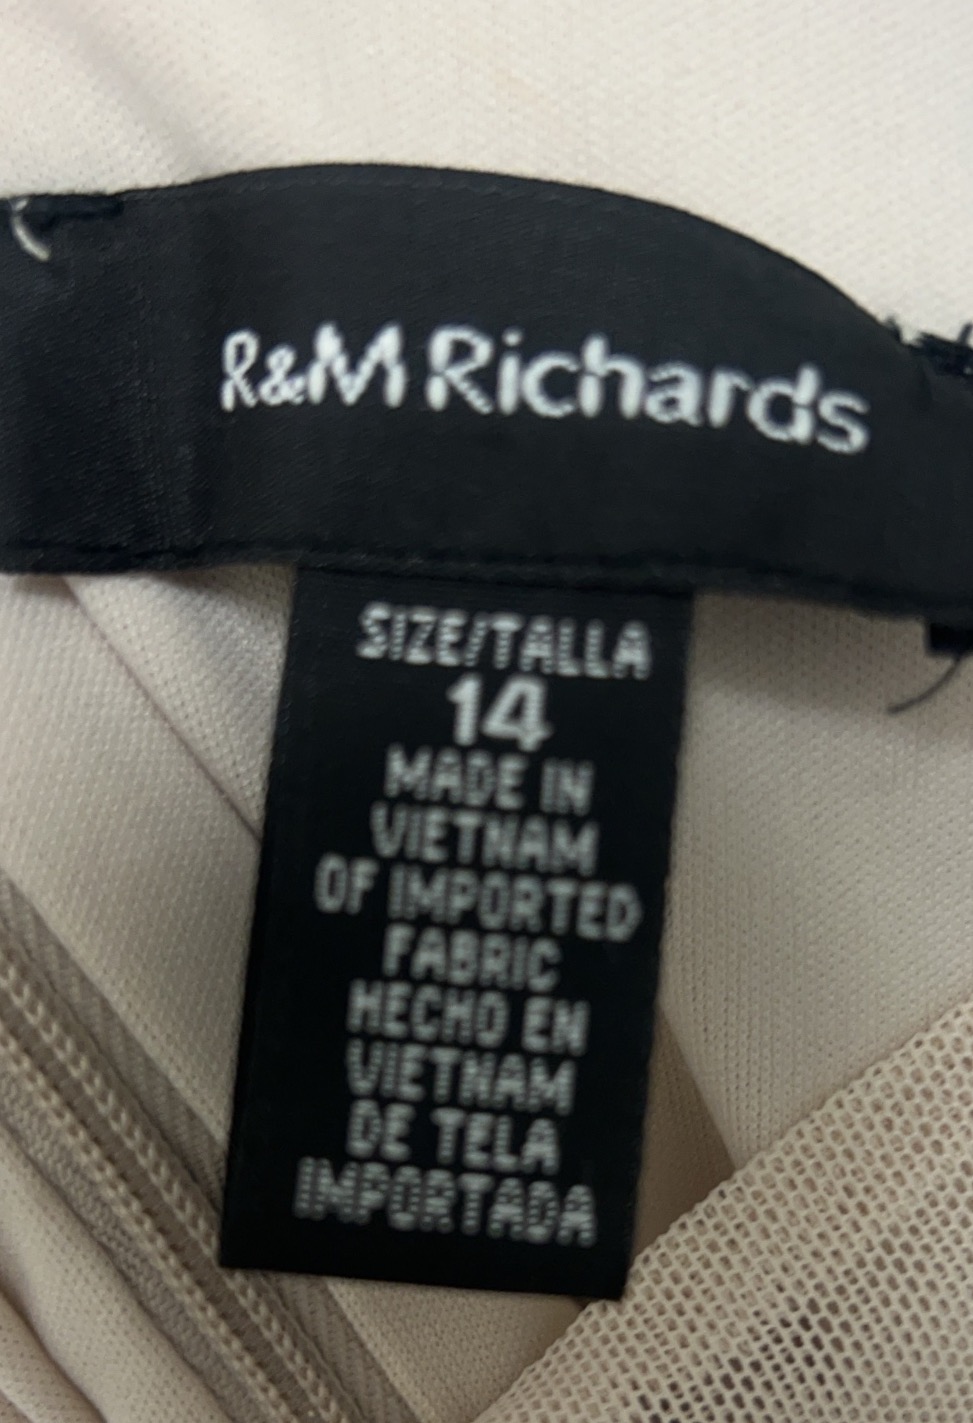 R&M Richards
SIZE/TALLA
14
MADE IN
VIETNAM
OF IMPORTED
FABRIC
HECHO EN
VIETNAM
DE TELA
IMPORTADA